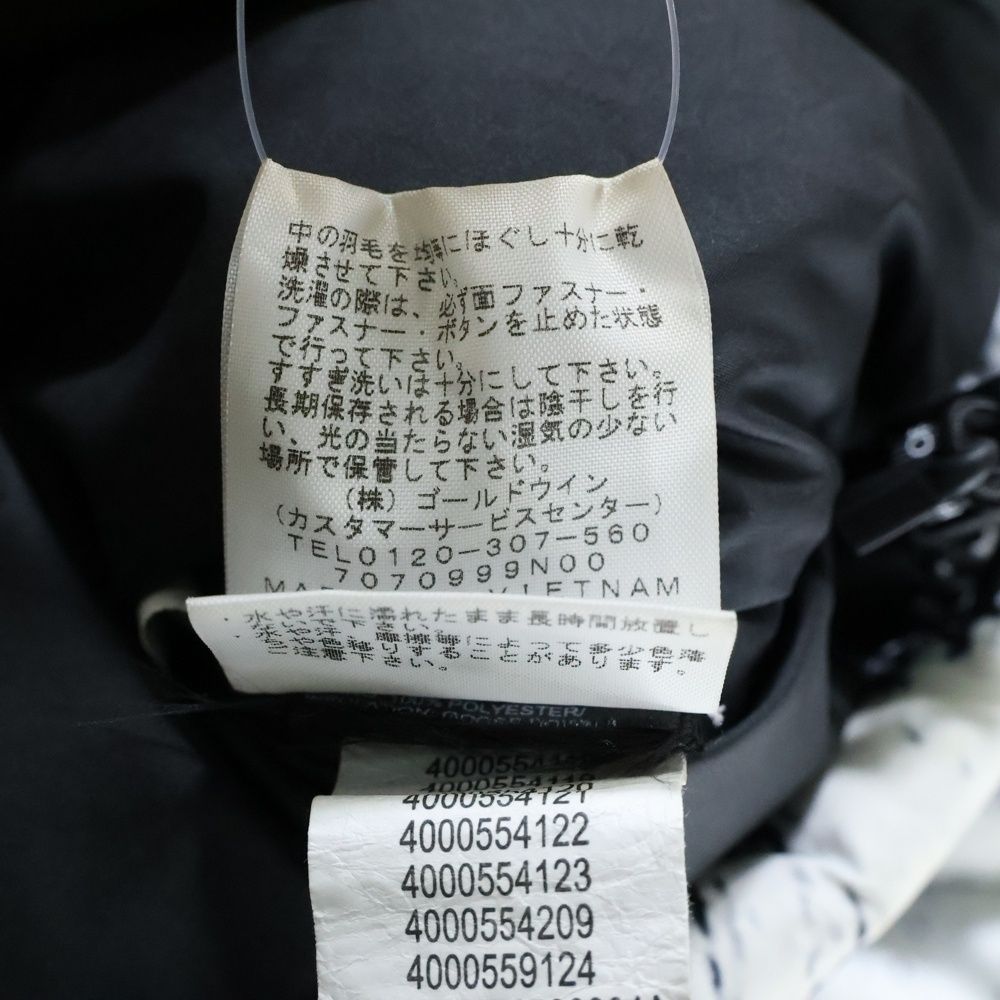 中の羽毛を均等にほぐし十分に乾
燥させて下さい。
洗濯の際は、必ず面ファスナー・
ファスナー・ボタンを止めた状態
で行って下さい。
すすぎ洗いは十分にして下さい。
長期保存される場合は陰干しを行
い、光の当たらない湿気の少ない
場所で保管して下さい。
(株)ゴールドウイン
(カスタマーサービスセンター)
TEL0120-307-560
7070999N00
VIETNAM
・水や汗に濡れたまま長時間放置し
POLYESTER/
4000554121
4000554122
4000554123
4000554209
4000559124